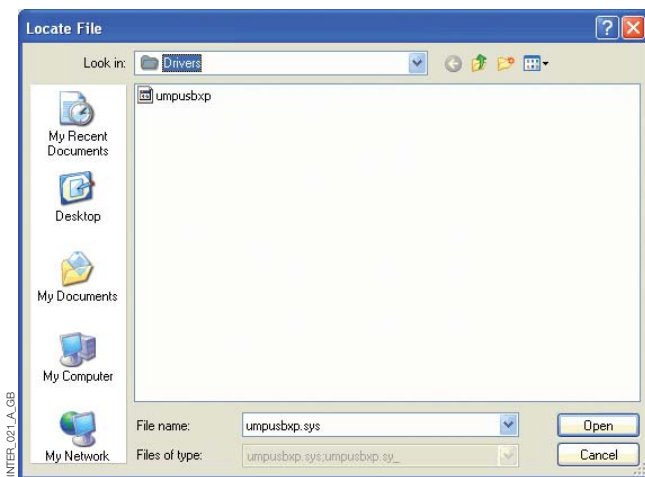 Locate File
Look in:
Drivers
umpusbxp
My Recent
Documents
Desktop
My Documents
My Computer
My Network
File name:
umpusbxp.sys
Open
Files of type:
umpusbxp.sys;umpusbxp.sy_
Cancel
INTER_021_A_GB